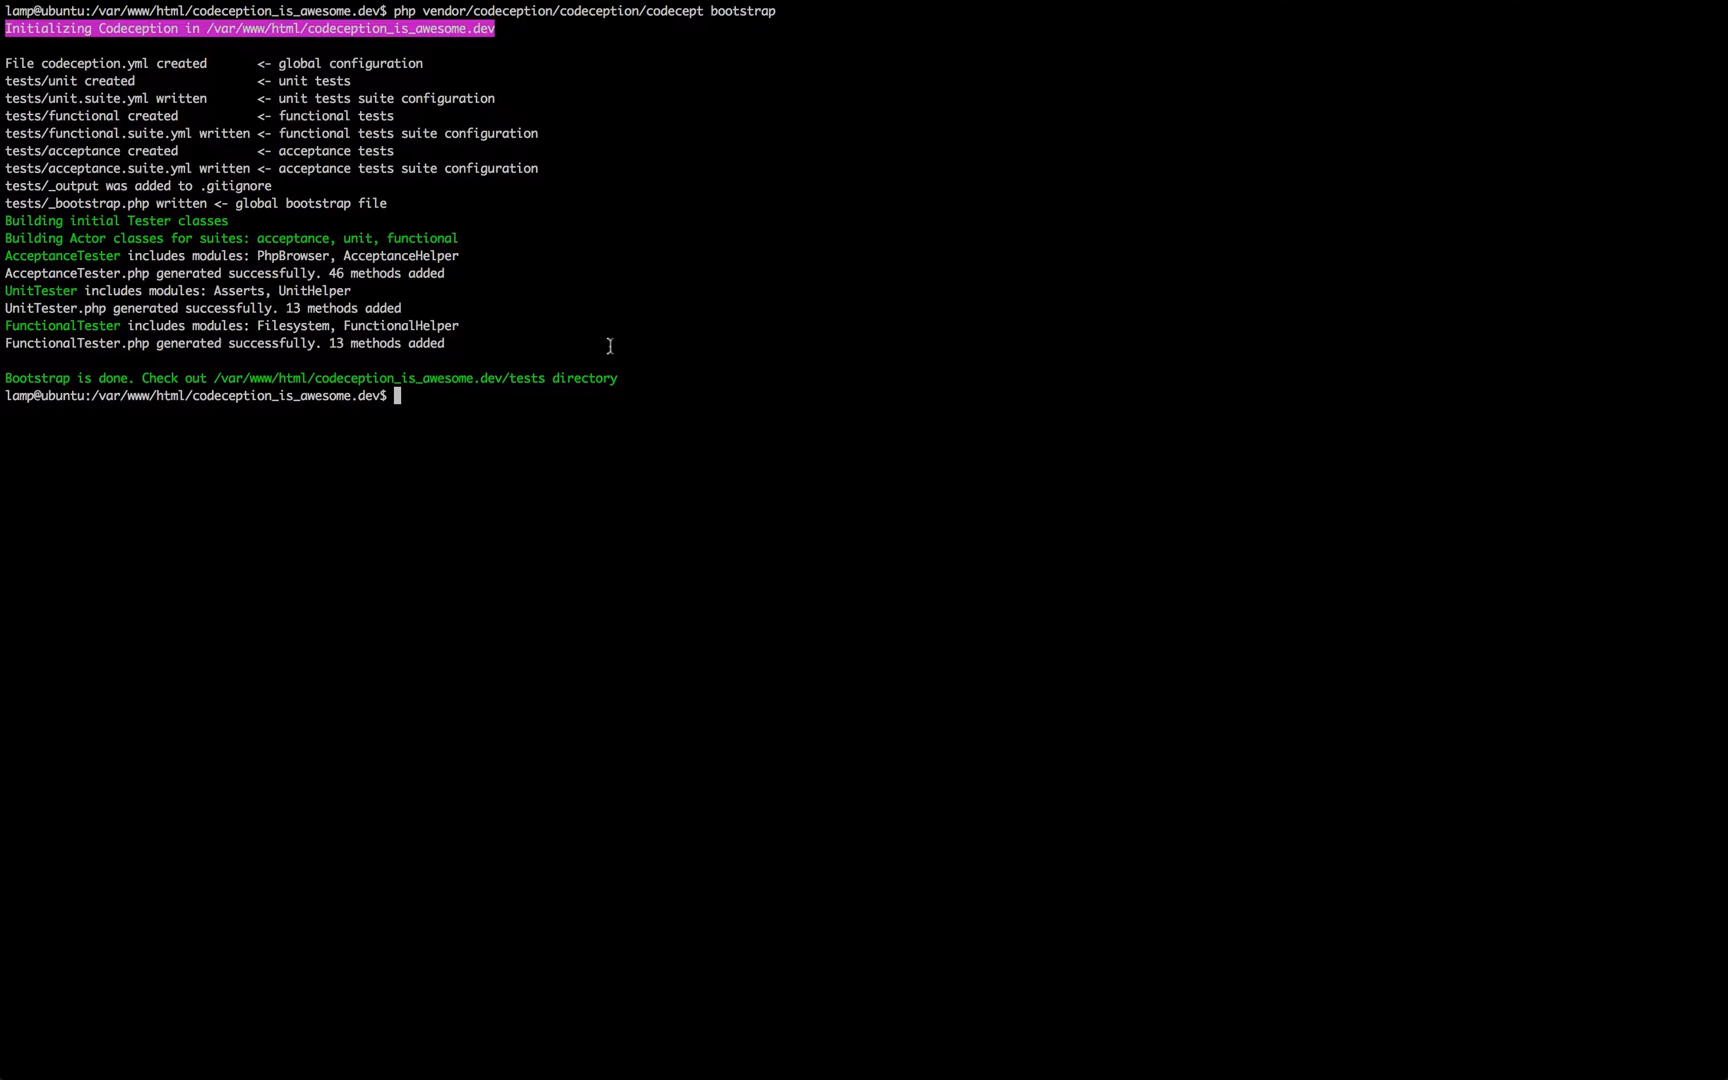 lamp@ubuntu:/var/www/html/codeception_is_awesome.dev$ php vendor/codeception/codeception/codecept bootstrap
Initializing Codeception in /var/www/html/codeception_is_awesome.dev
File codeception.yml created       <- global configuration
tests/unit created                 <- unit tests
tests/unit.suite.yml written       <- unit tests suite configuration
tests/functional created           <- functional tests
tests/functional.suite.yml written <- functional tests suite configuration
tests/acceptance created           <- acceptance tests
tests/acceptance.suite.yml written <- acceptance tests suite configuration
tests/_output was added to .gitignore
tests/_bootstrap.php written <- global bootstrap file
Building initial Tester classes
Building Actor classes for suites: acceptance, unit, functional
AcceptanceTester includes modules: PhpBrowser, AcceptanceHelper
AcceptanceTester.php generated successfully. 46 methods added
UnitTester includes modules: Asserts, UnitHelper
UnitTester.php generated successfully. 13 methods added
FunctionalTester includes modules: Filesystem, FunctionalHelper
FunctionalTester.php generated successfully. 13 methods added
Bootstrap is done. Check out /var/www/html/codeception_is_awesome.dev/tests directory
lamp@ubuntu:/var/www/html/codeception_is_awesome.dev$